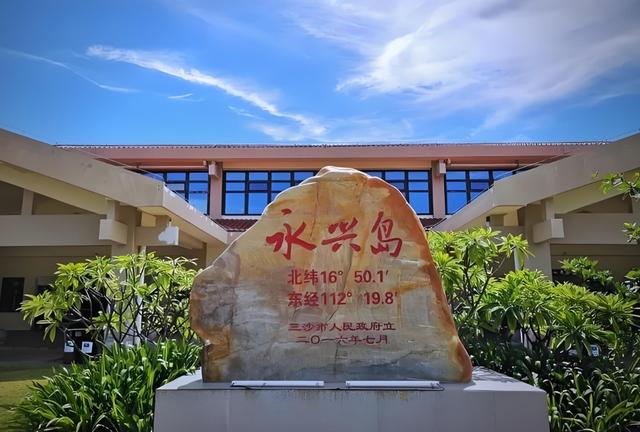 永兴岛
北纬16° 50.1′
东经112° 19.8′
三沙市人民政府立
二〇一六年七月